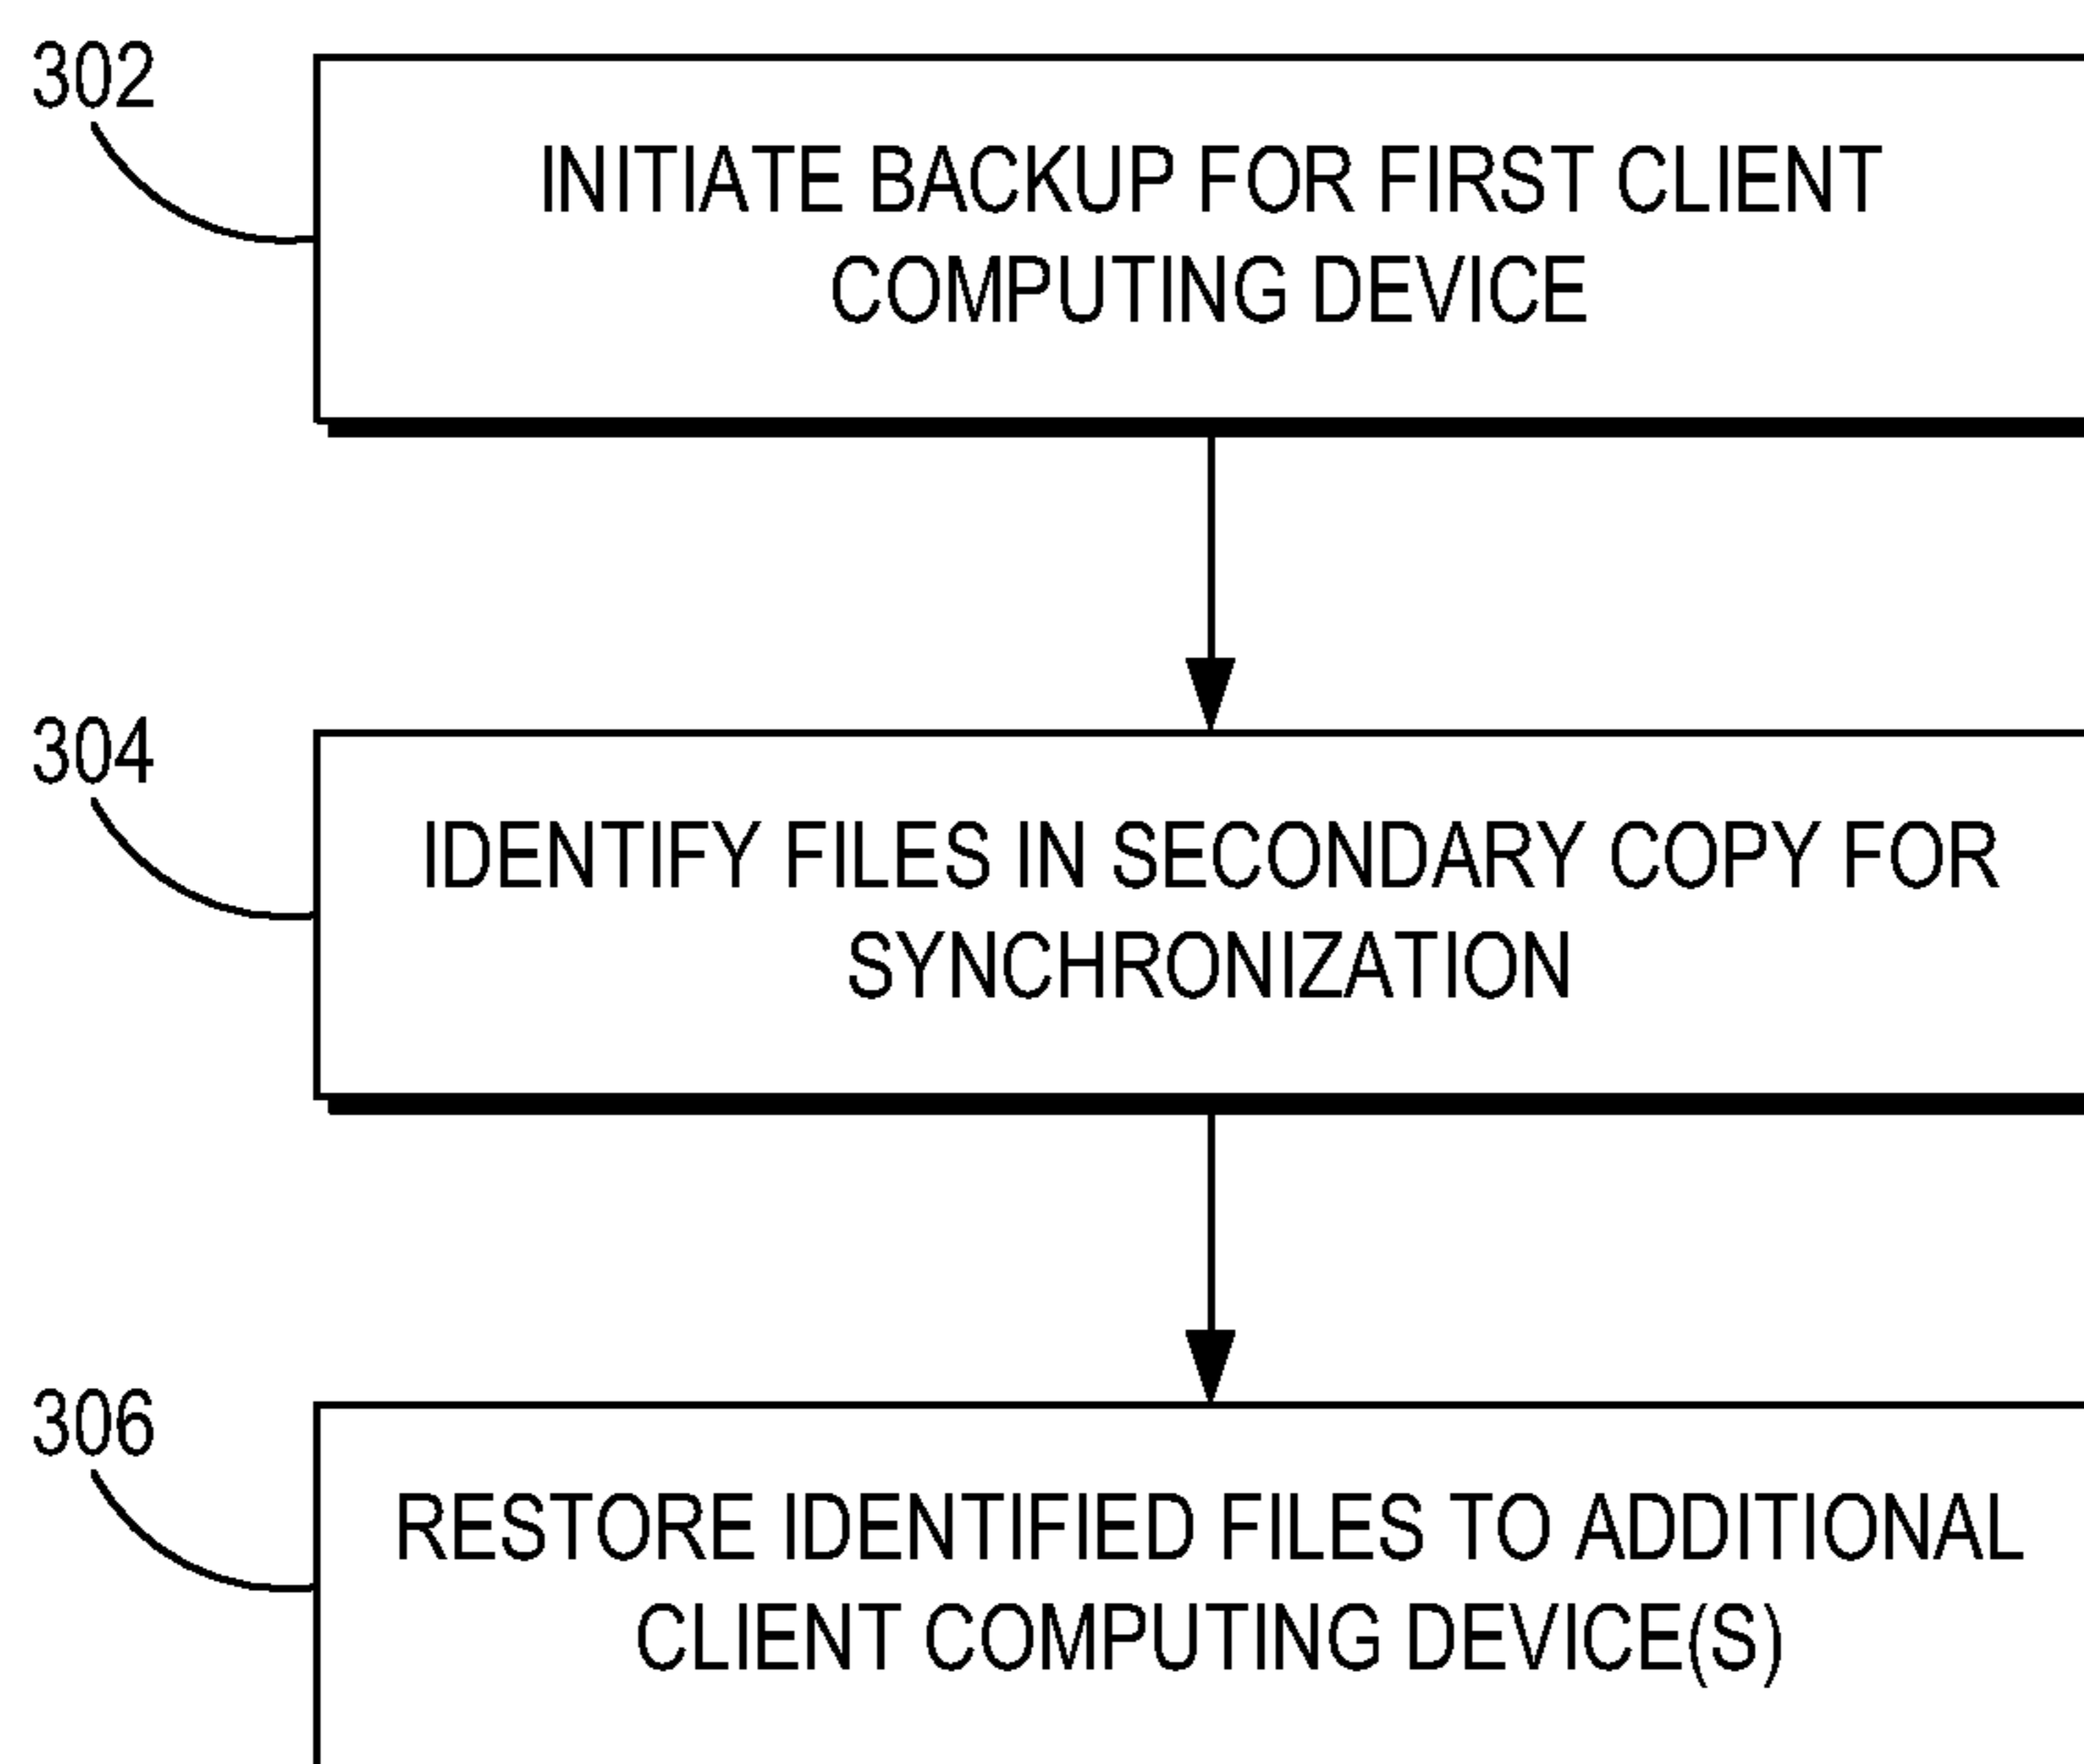 302
INITIATE BACKUP FOR FIRST CLIENT
COMPUTING DEVICE
304
IDENTIFY FILES IN SECONDARY COPY FOR
SYNCHRONIZATION
306
RESTORE IDENTIFIED FILES TO ADDITIONAL
CLIENT COMPUTING DEVICE(S)